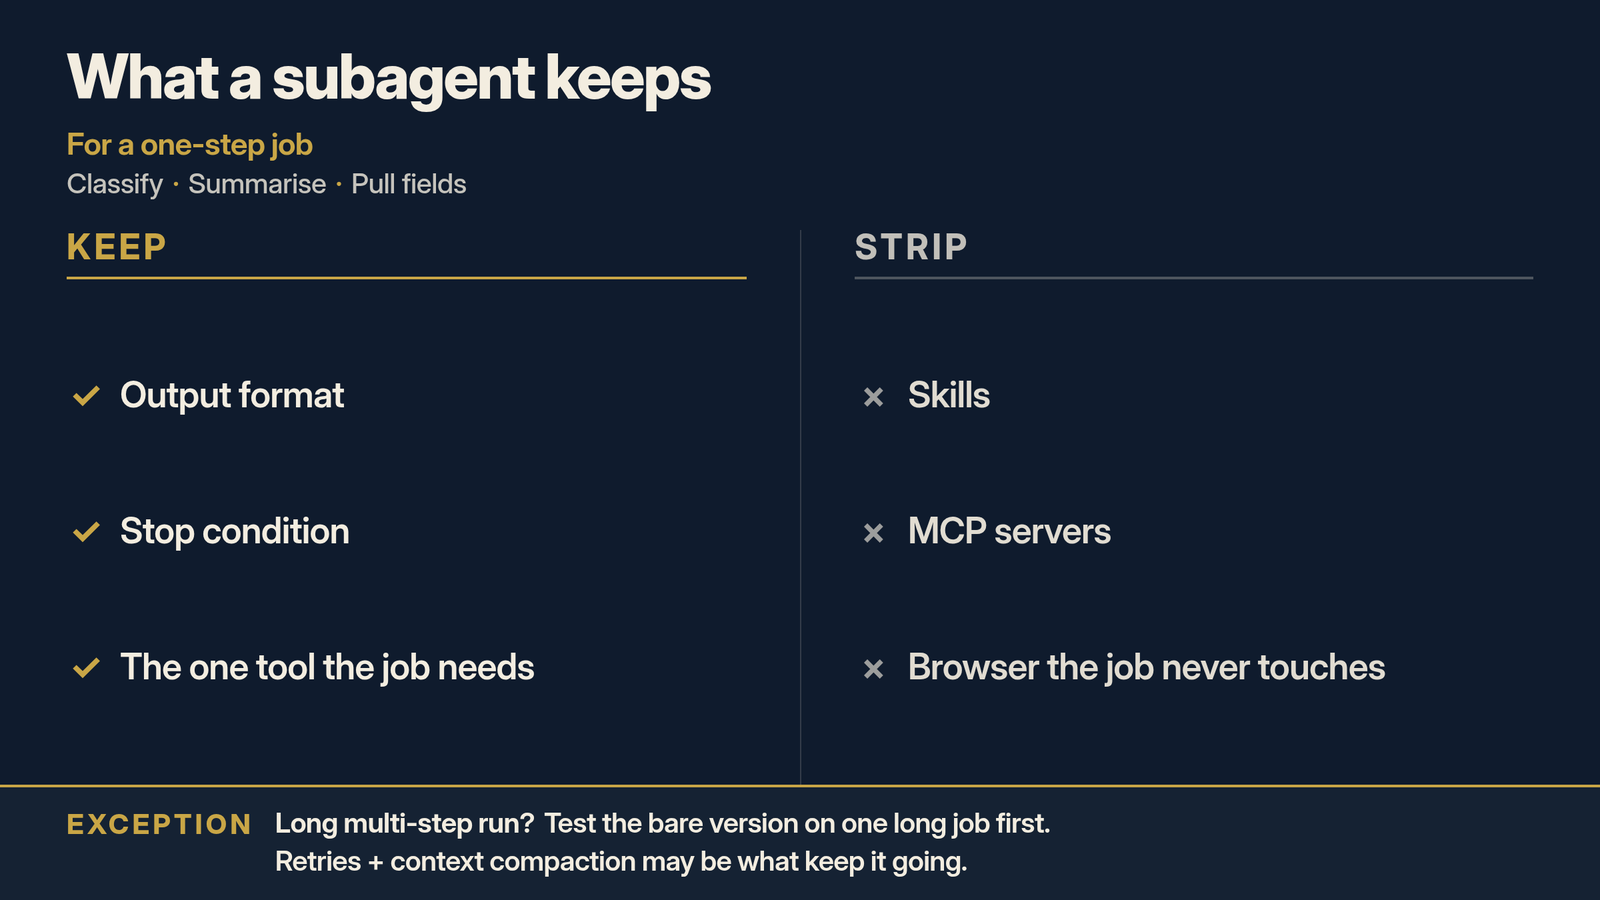 What a subagent keeps
For a one-step job
Classify · Summarise · Pull fields
KEEP
Output format
Stop condition
The one tool the job needs
STRIP
Skills
MCP servers
Browser the job never touches
EXCEPTION
Long multi-step run? Test the bare version on one long job first.
Retries + context compaction may be what keep it going.